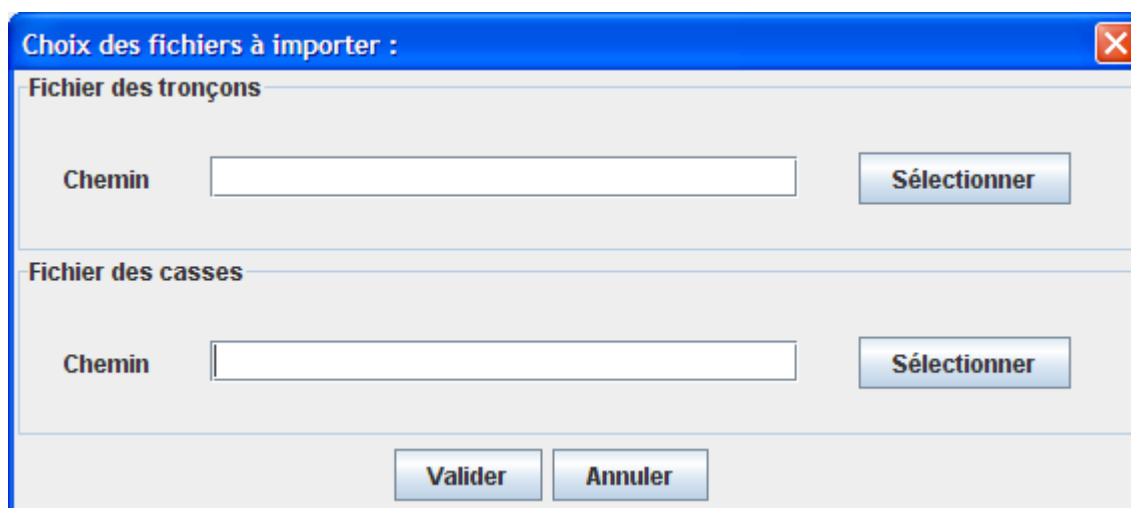 Choix des fichiers à importer :
Fichier des tronçons
Chemin Sélectionner
Fichier des casses
Chemin Sélectionner
Valider Annuler